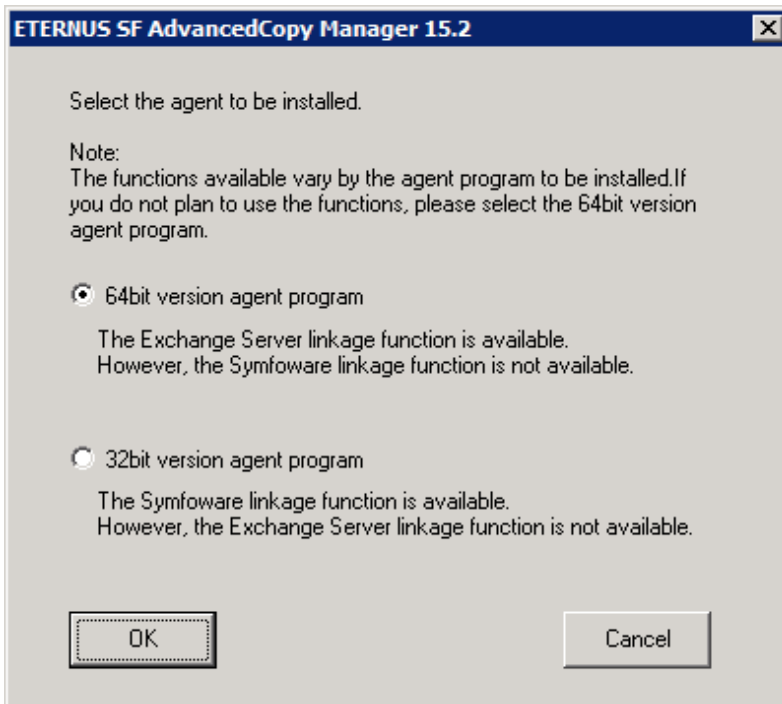 ETERNUS SF AdvancedCopy Manager 15.2
Select the agent to be installed.
Note:
The functions available vary by the agent program to be installed.If
you do not plan to use the functions, please select the 64bit version
agent program.
64bit version agent program
The Exchange Server linkage function is available.
However, the Symfoware linkage function is not available.
32bit version agent program
The Symfoware linkage function is available.
However, the Exchange Server linkage function is not available.
OK
Cancel